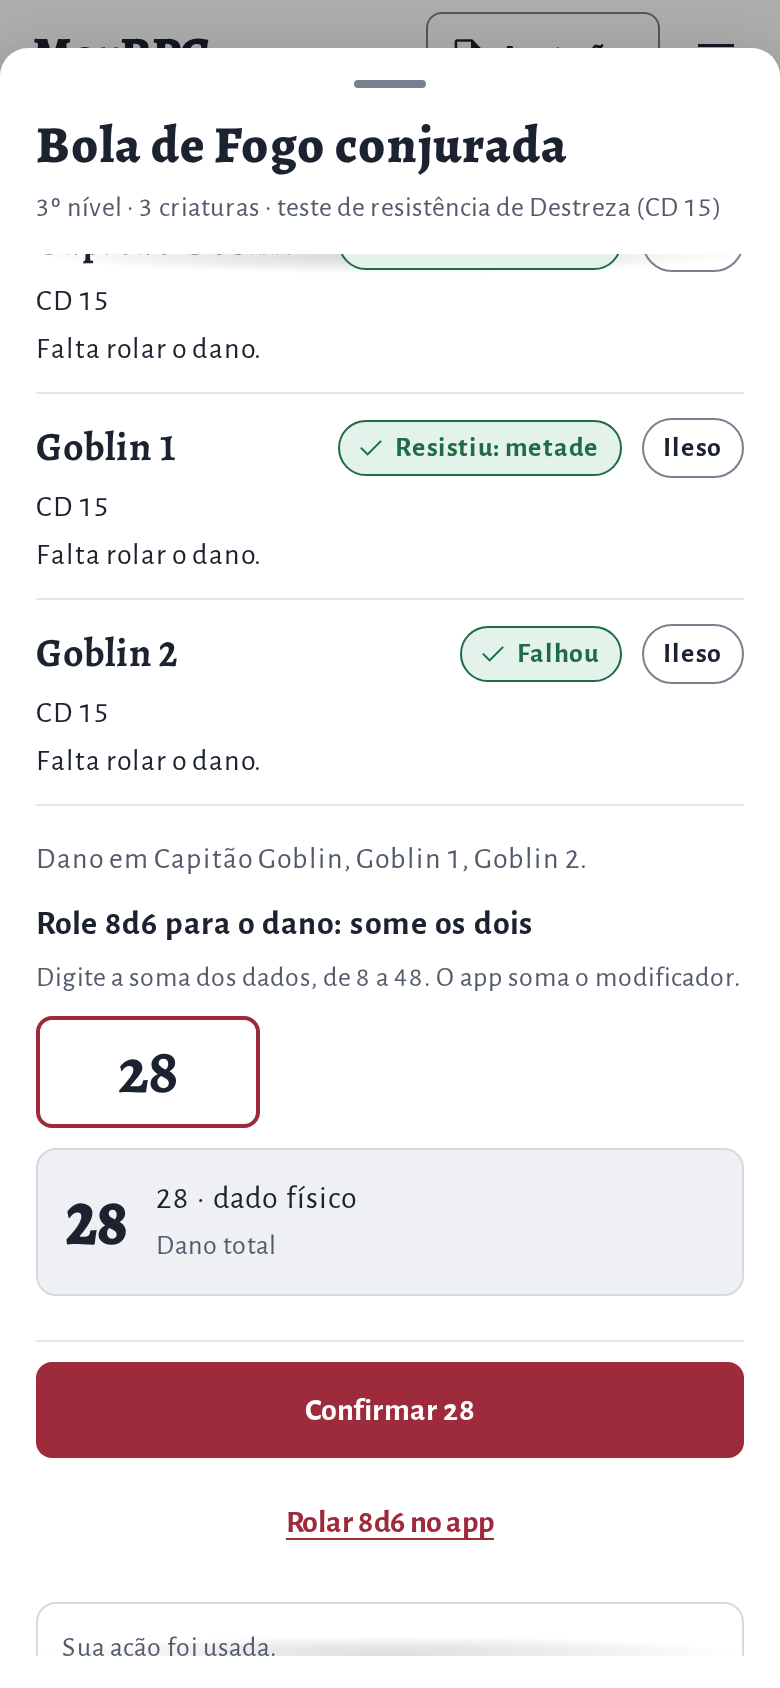 Bola de Fogo conjurada
3º nível · 3 criaturas · teste de resistência de Destreza (CD 15)
CD 15
Falta rolar o dano.
Goblin 1 Resistiu: metade Ileso
CD 15
Falta rolar o dano.
Goblin 2 Falhou Ileso
CD 15
Falta rolar o dano.
Dano em Capitão Goblin, Goblin 1, Goblin 2.
Role 8d6 para o dano: some os dois
Digite a soma dos dados, de 8 a 48. O app soma o modificador.
28
28 28 · dado físico
Dano total
Confirmar 28
Rolar 8d6 no app
Sua ação foi usada.